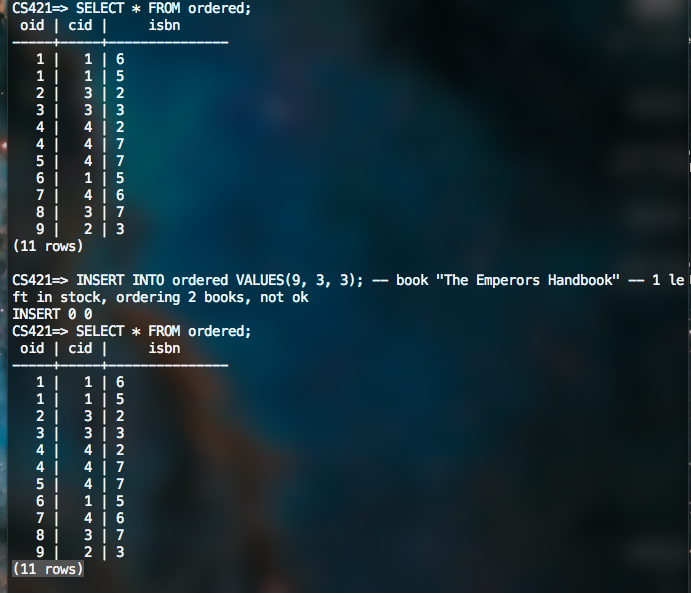 CS421=> SELECT * FROM ordered;
 oid | cid |     isbn
-----+-----+---------------
   1 |   1 | 6
   1 |   1 | 5
   2 |   3 | 2
   3 |   3 | 3
   4 |   4 | 2
   4 |   4 | 7
   5 |   4 | 7
   6 |   1 | 5
   7 |   4 | 6
   8 |   3 | 7
   9 |   2 | 3
(11 rows)

CS421=> INSERT INTO ordered VALUES(9, 3, 3); -- book "The Emperors Handbook" -- 1 le
ft in stock, ordering 2 books, not ok
INSERT 0 0
CS421=> SELECT * FROM ordered;
 oid | cid |     isbn
-----+-----+---------------
   1 |   1 | 6
   1 |   1 | 5
   2 |   3 | 2
   3 |   3 | 3
   4 |   4 | 2
   4 |   4 | 7
   5 |   4 | 7
   6 |   1 | 5
   7 |   4 | 6
   8 |   3 | 7
   9 |   2 | 3
(11 rows)